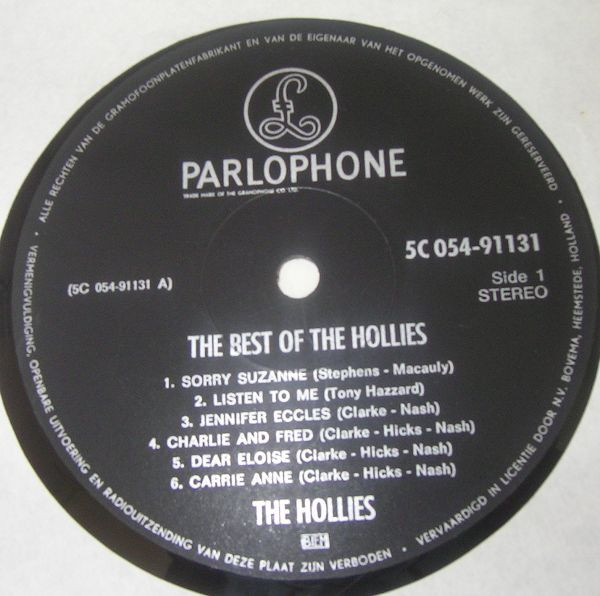 ALLE RECHTEN VAN DE GRAMOFOONPLATENFABRIKANT EN VAN DE EIGENAAR VAN HET OPGENOMEN WERK ZIJN GERESERVEERD •
VERMENIGVULDIGING, OPENBARE UITVOERING EN RADIOUITZENDING VAN DEZE PLAAT ZIJN VERBODEN •
VERVAARDIGD IN LICENTIE DOOR N.V. BOVEMA, HEEMSTEDE, HOLLAND •
£
PARLOPHONE
TRADE MARK OF THE GRAMOPHONE CO. LTD.
5C 054-91131
(5C 054-91131 A)
Side 1
STEREO
THE BEST OF THE HOLLIES
1. SORRY SUZANNE (Stephens - Macauly)
2. LISTEN TO ME (Tony Hazzard)
3. JENNIFER ECCLES (Clarke - Nash)
4. CHARLIE AND FRED (Clarke - Hicks - Nash)
5. DEAR ELOISE (Clarke - Hicks - Nash)
6. CARRIE ANNE (Clarke - Hicks - Nash)
THE HOLLIES
BIEM